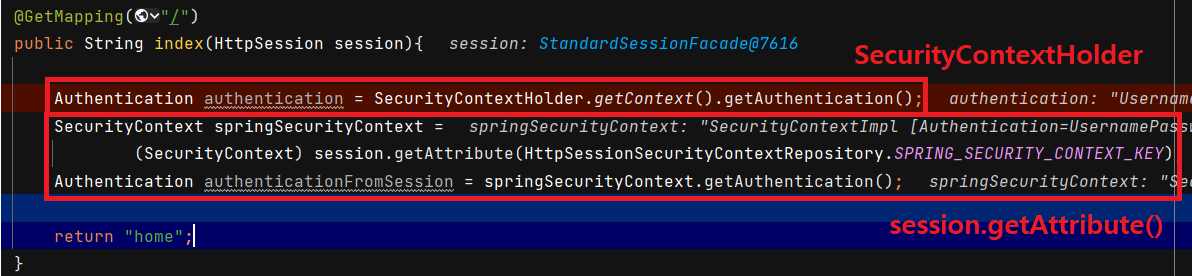 @GetMapping("/")
public String index(HttpSession session){ session: StandardSessionFacade@7616
SecurityContextHolder
Authentication authentication = SecurityContextHolder.getContext().getAuthentication(); authentication: "Username
SecurityContext springSecurityContext = springSecurityContext: "SecurityContextImpl [Authentication=UsernamePassw
(SecurityContext) session.getAttribute(HttpSessionSecurityContextRepository.SPRING_SECURITY_CONTEXT_KEY)
Authentication authenticationFromSession = springSecurityContext.getAuthentication(); springSecurityContext: "Sec
session.getAttribute()
return "home";
}